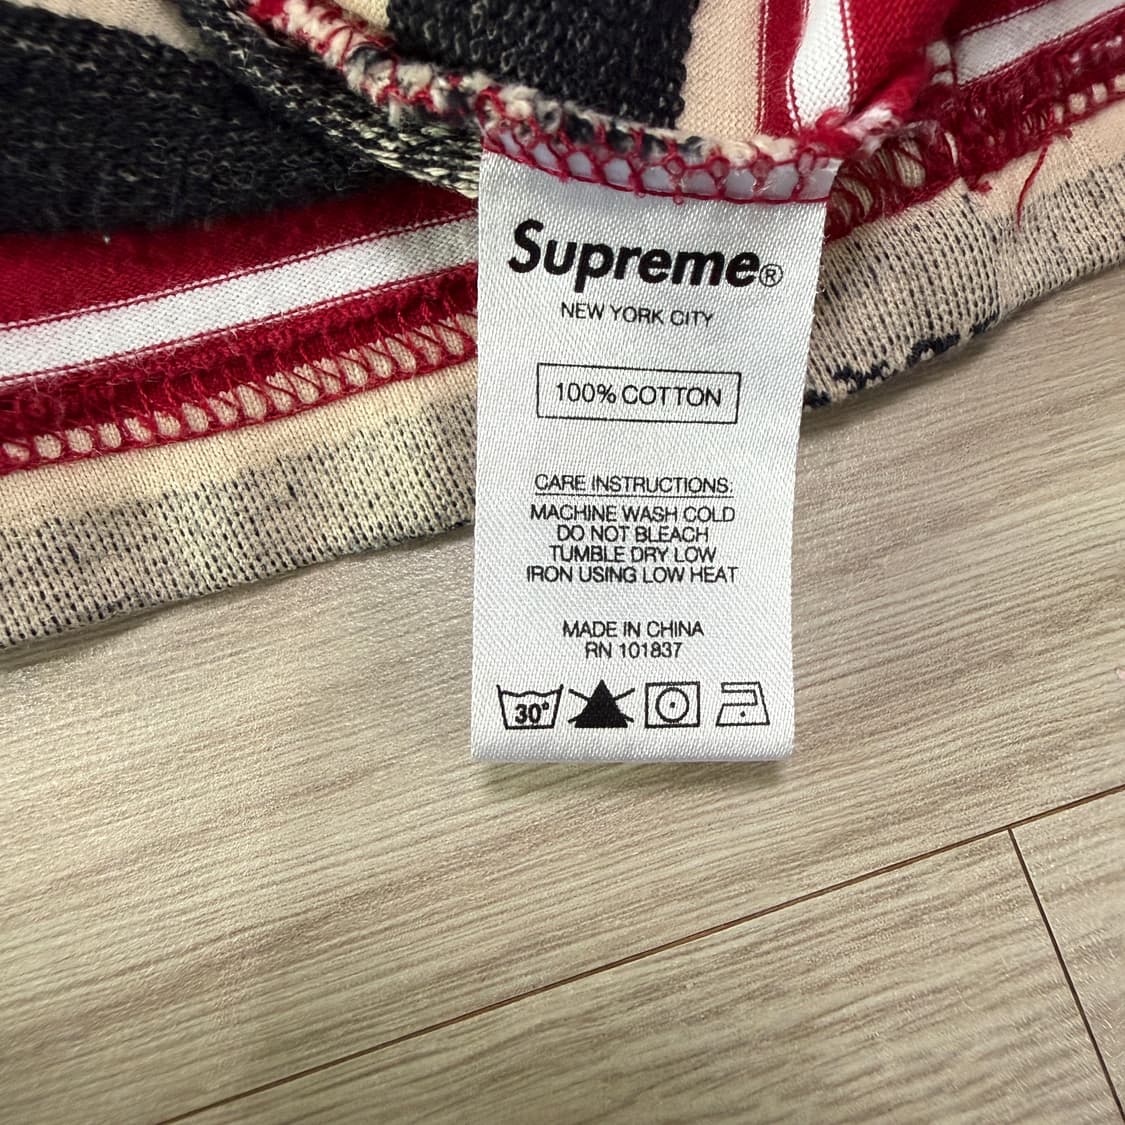 Supreme®
NEW YORK CITY
100% COTTON
CARE INSTRUCTIONS:
MACHINE WASH COLD
DO NOT BLEACH
TUMBLE DRY LOW
IRON USING LOW HEAT
MADE IN CHINA
RN 101837
30°